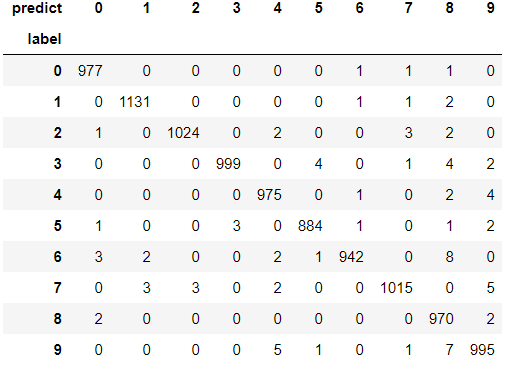 predict 0 1 2 3 4 5 6 7 8 9
label
0 977 0 0 0 0 0 1 1 1 0
1 0 1131 0 0 0 0 1 1 2 0
2 1 0 1024 0 2 0 0 3 2 0
3 0 0 0 999 0 4 0 1 4 2
4 0 0 0 0 975 0 1 0 2 4
5 1 0 0 3 0 884 1 0 1 2
6 3 2 0 0 2 1 942 0 8 0
7 0 3 3 0 2 0 0 1015 0 5
8 2 0 0 0 0 0 0 0 970 2
9 0 0 0 0 5 1 0 1 7 995